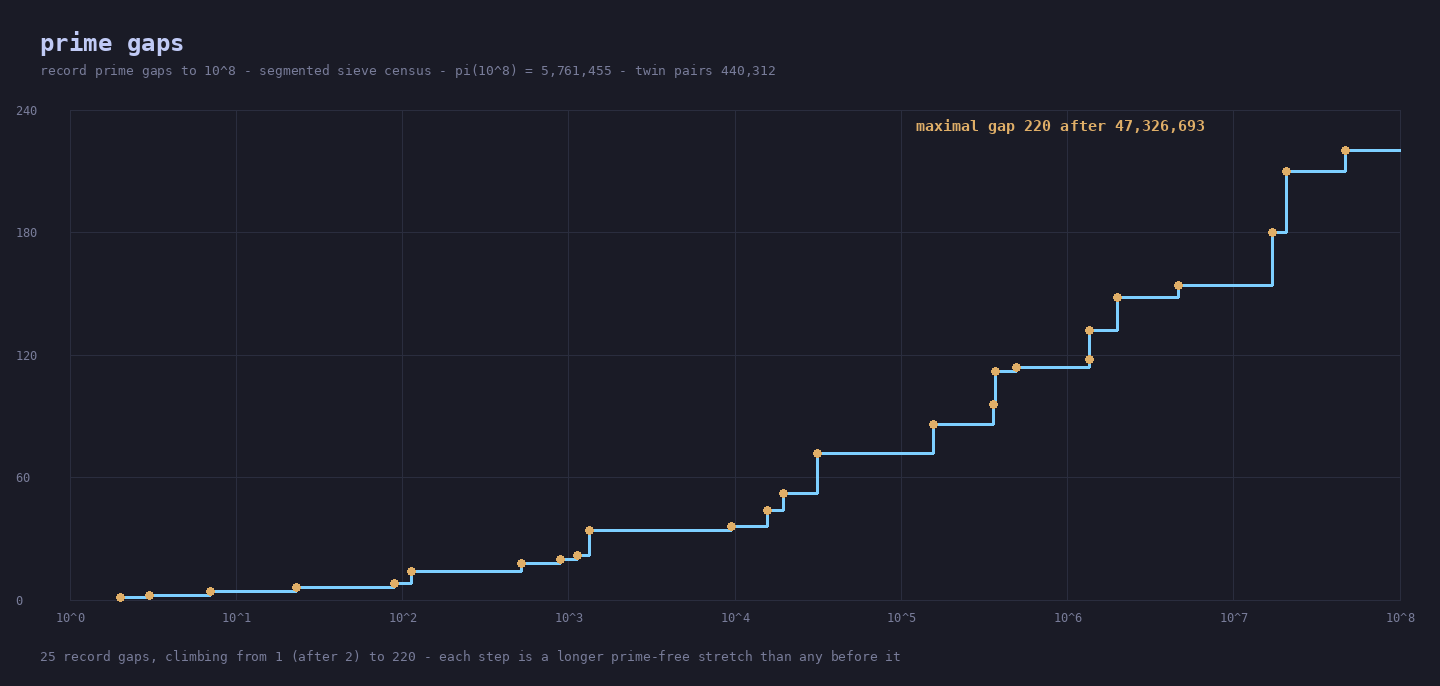 prime gaps
record prime gaps to 10^8 - segmented sieve census - pi(10^8) = 5,761,455 - twin pairs 440,312
240
maximal gap 220 after 47,326,693
180
120
60
0
10^0 10^1 10^2 10^3 10^4 10^5 10^6 10^7 10^8
25 record gaps, climbing from 1 (after 2) to 220 - each step is a longer prime-free stretch than any before it